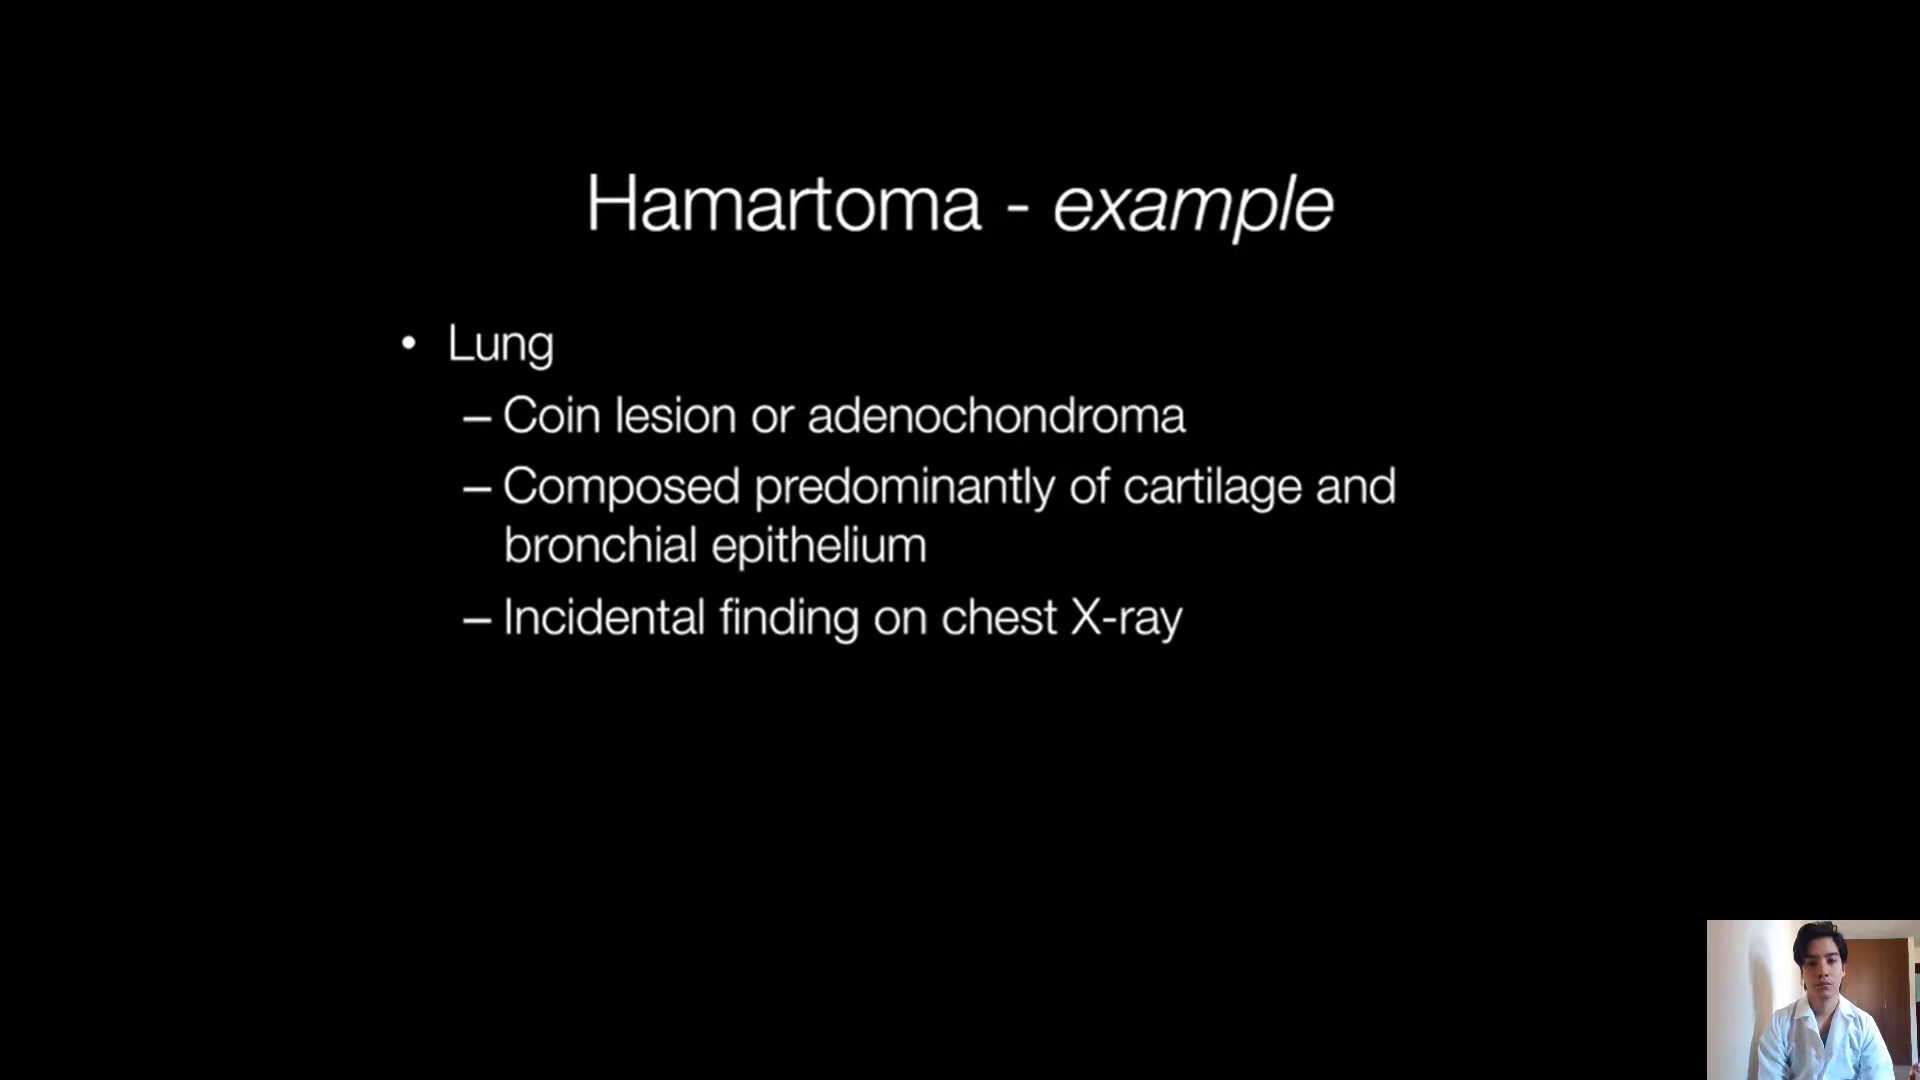 Hamartoma - example
• Lung
– Coin lesion or adenochondroma
– Composed predominantly of cartilage and
bronchial epithelium
– Incidental finding on chest X-ray